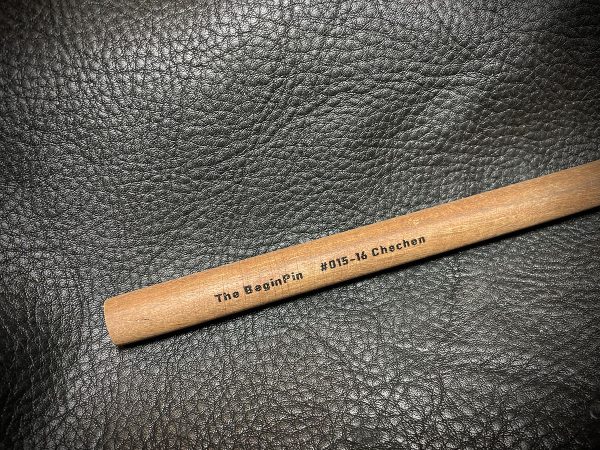 The BeginPin #015-16 Chechen